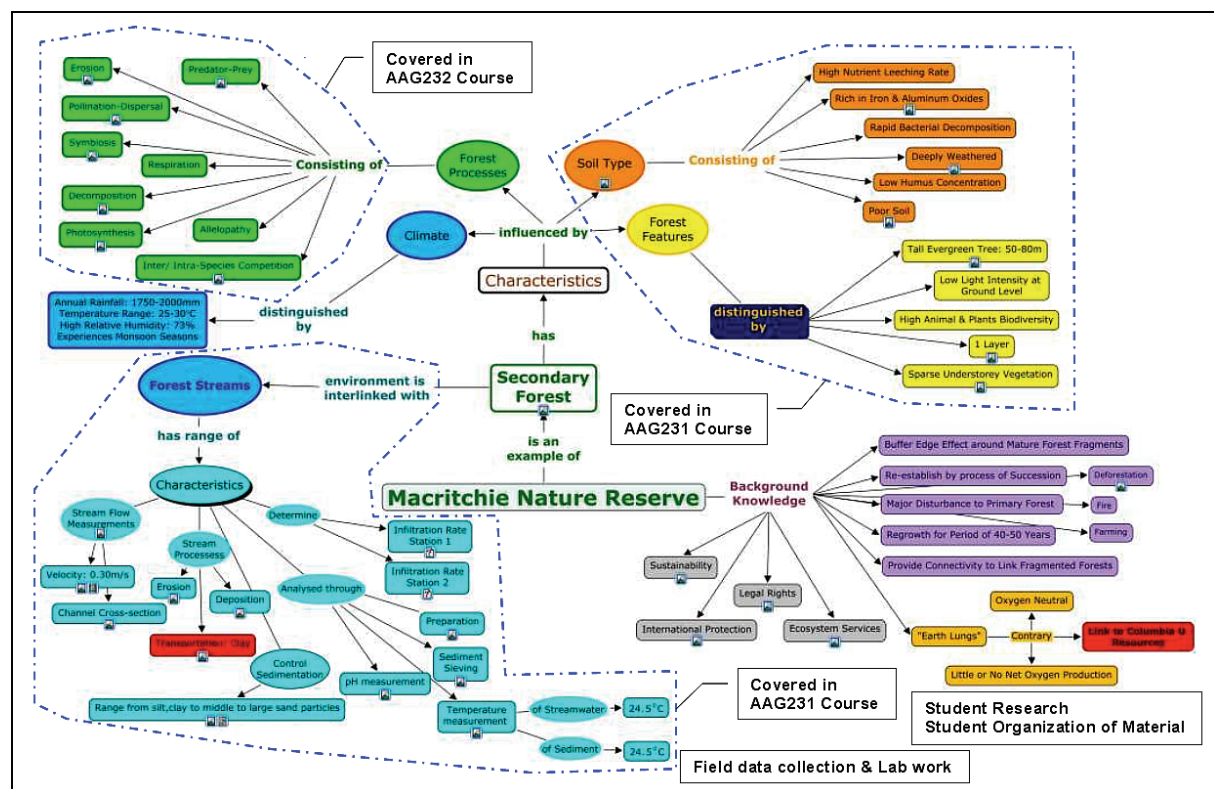 Covered in
AAG232 Course
Erosion
Predator-Prey
Pollination-Dispersal
Symbiosis
Respiration
Decomposition
Photosynthesis
Allelopathy
Inter/ Intra-Species Competition
Consisting of
Forest
Processes
Soil Type
Consisting of
High Nutrient Leeching Rate
Rich in Iron & Aluminum Oxides
Rapid Bacterial Decomposition
Deeply Weathered
Low Humus Concentration
Poor Soil
Climate
influenced by
Forest
Features
Characteristics
Annual Rainfall: 1750-2000mm
Temperature Range: 25-30°C
High Relative Humidity: 73%
Experiences Monsoon Seasons
distinguished
by
distinguished
by
Tall Evergreen Tree: 50-80m
Low Light Intensity at
Ground Level
High Animal & Plants Biodiversity
1 Layer
Sparse Understorey Vegetation
has
Forest Streams
environment is
interlinked with
Secondary
Forest
Covered in
AAG231 Course
has range of
is an
example of
Macritchie Nature Reserve
Background
Knowledge
Buffer Edge Effect around Mature Forest Fragments
Re-establish by process of Succession
Deforestation
Major Disturbance to Primary Forest
Fire
Regrowth for Period of 40-50 Years
Farming
Provide Connectivity to Link Fragmented Forests
Characteristics
Stream Flow
Measurements
Determine
Infiltration Rate
Station 1
Infiltration Rate
Station 2
Stream
Processess
Velocity: 0.30m/s
Erosion
Deposition
Channel Cross-section
Transportation: Clay
Analysed through
Preparation
Sediment
Sieving
pH measurement
Control
Sedimentation
Range from silt,clay to middle to large sand particles
Temperature
measurement
of Streamwater
24.5°C
of Sediment
24.5°C
Sustainability
Legal Rights
International Protection
Ecosystem Services
Oxygen Neutral
"Earth Lungs"
Contrary
Link to Columbia U
Resources
Little or No Net Oxygen Production
Covered in
AAG231 Course
Student Research
Student Organization of Material
Field data collection & Lab work